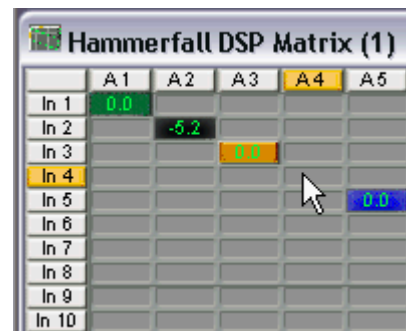 Hammerfall DSP Matrix (1)
A 1 A 2 A 3 A 4 A 5
In 1 0.0
In 2 -5.2
In 3 0.0
In 4
In 5 0.0
In 6
In 7
In 8
In 9
In 10